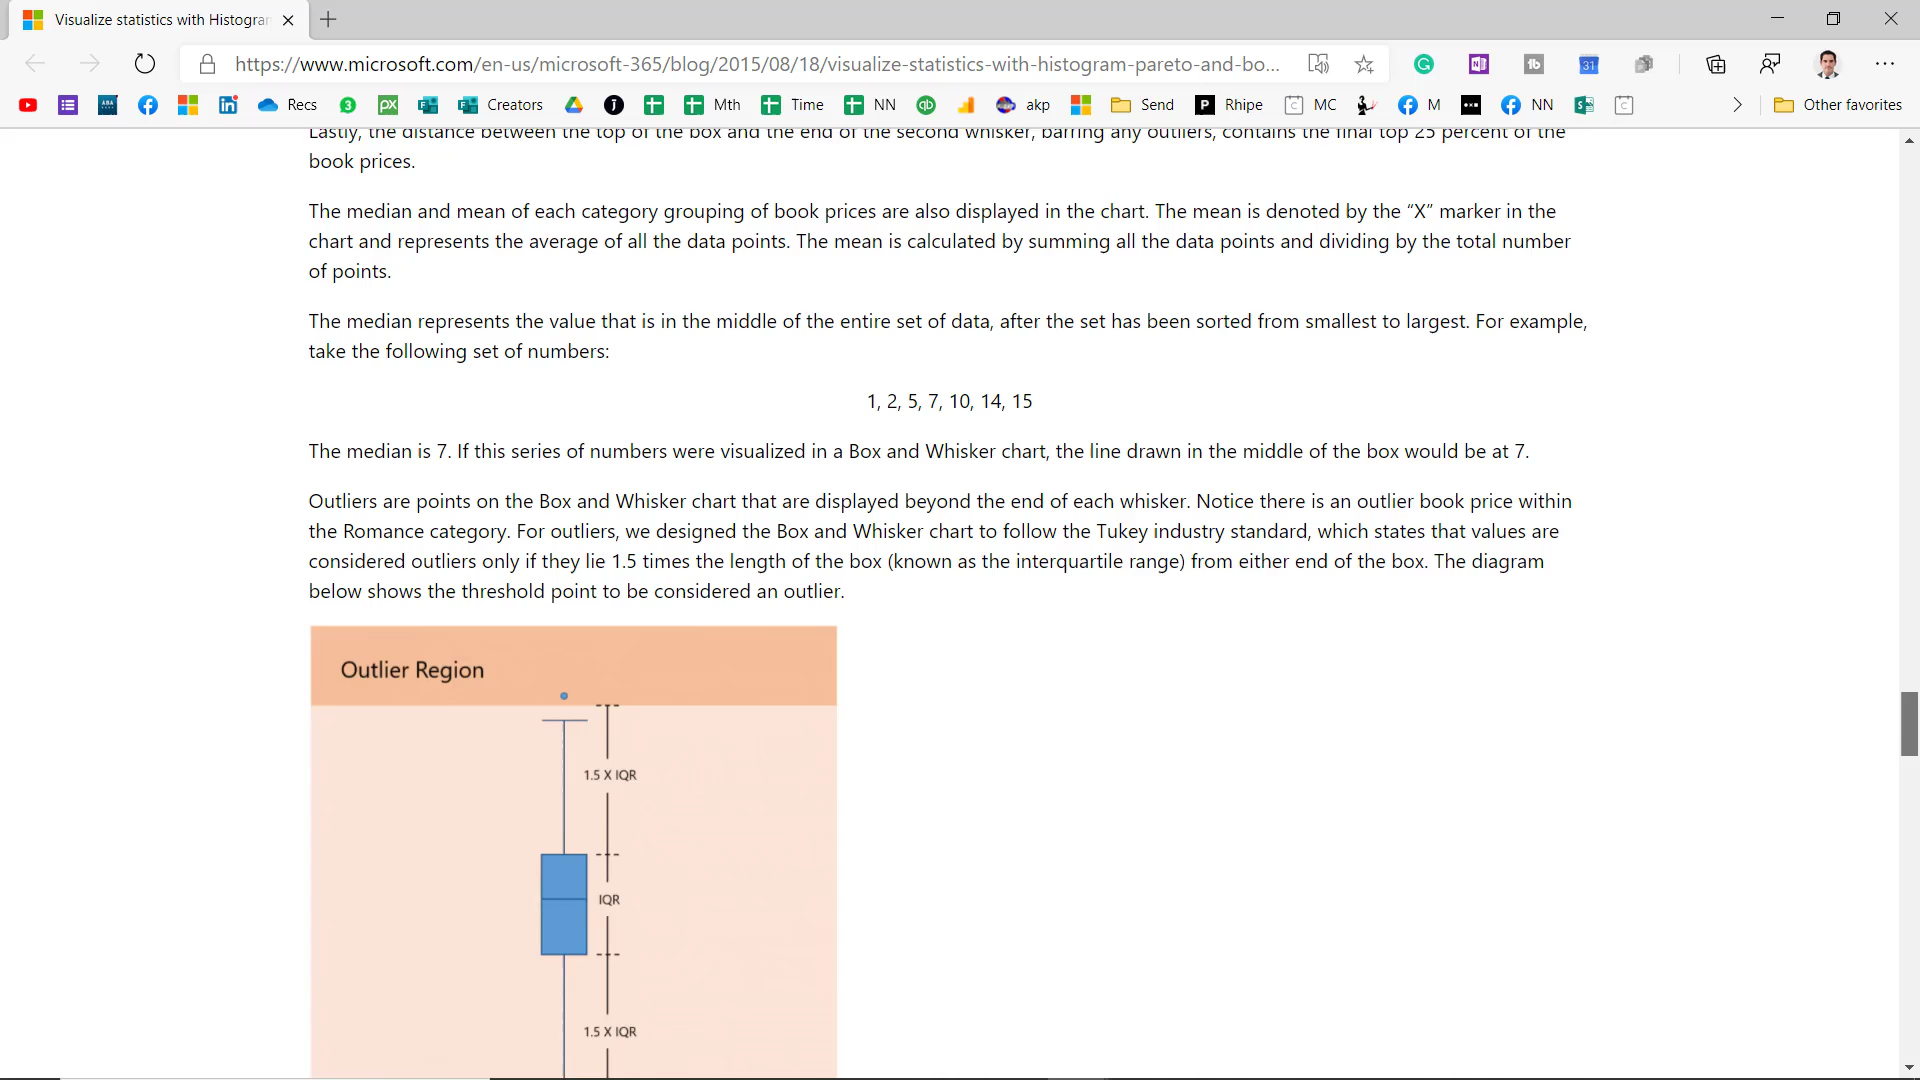 Visualize statistics with Histogra
https://www.microsoft.com/en-us/microsoft-365/blog/2015/08/18/visualize-statistics-with-histogram-pareto-and-bo...
Recs
Creators
Mth
Time
NN
akp
Send
Rhipe
MC
M
NN
Other favorites
Lastly, the distance between the top of the box and the end of the second whisker, barring any outliers, contains the final top 25 percent of the
book prices.
The median and mean of each category grouping of book prices are also displayed in the chart. The mean is denoted by the “X” marker in the
chart and represents the average of all the data points. The mean is calculated by summing all the data points and dividing by the total number
of points.
The median represents the value that is in the middle of the entire set of data, after the set has been sorted from smallest to largest. For example,
take the following set of numbers:
1, 2, 5, 7, 10, 14, 15
The median is 7. If this series of numbers were visualized in a Box and Whisker chart, the line drawn in the middle of the box would be at 7.
Outliers are points on the Box and Whisker chart that are displayed beyond the end of each whisker. Notice there is an outlier book price within
the Romance category. For outliers, we designed the Box and Whisker chart to follow the Tukey industry standard, which states that values are
considered outliers only if they lie 1.5 times the length of the box (known as the interquartile range) from either end of the box. The diagram
below shows the threshold point to be considered an outlier.
Outlier Region
1.5 X IQR
IQR
1.5 X IQR